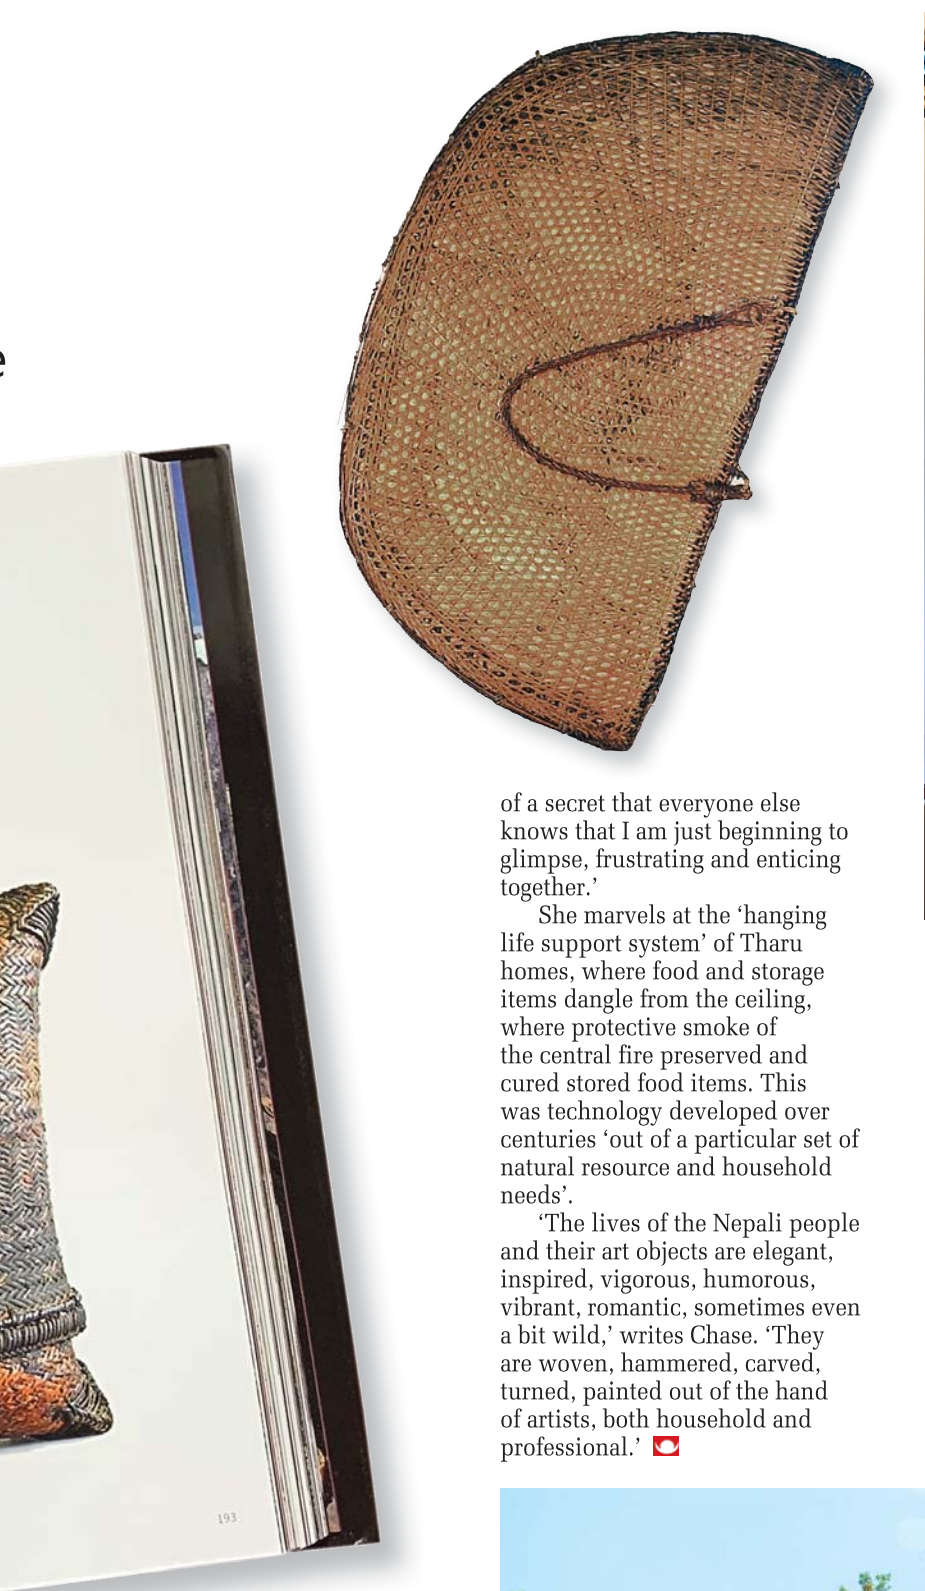 e
of a secret that everyone else
knows that I am just beginning to
glimpse, frustrating and enticing
together.’
She marvels at the ‘hanging
life support system’ of Tharu
homes, where food and storage
items dangle from the ceiling,
where protective smoke of
the central fire preserved and
cured stored food items. This
was technology developed over
centuries ‘out of a particular set of
natural resource and household
needs’.
‘The lives of the Nepali people
and their art objects are elegant,
inspired, vigorous, humorous,
vibrant, romantic, sometimes even
a bit wild,’ writes Chase. ‘They
are woven, hammered, carved,
turned, painted out of the hand
of artists, both household and
professional.’
193